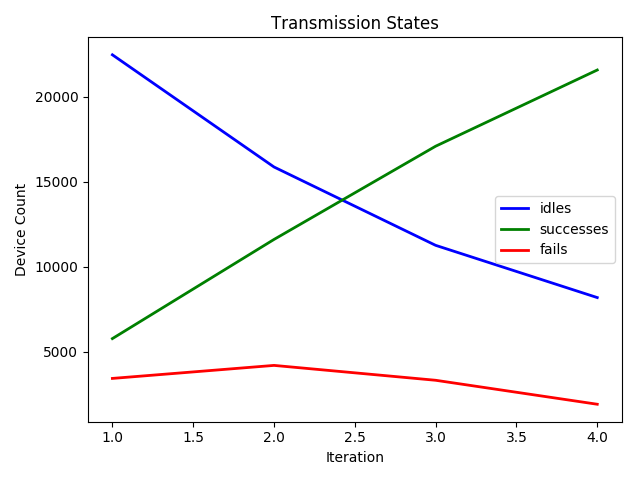 Transmission States
Device Count
20000
15000
10000
5000
idles
successes
fails
1.0 1.5 2.0 2.5 3.0 3.5 4.0
Iteration